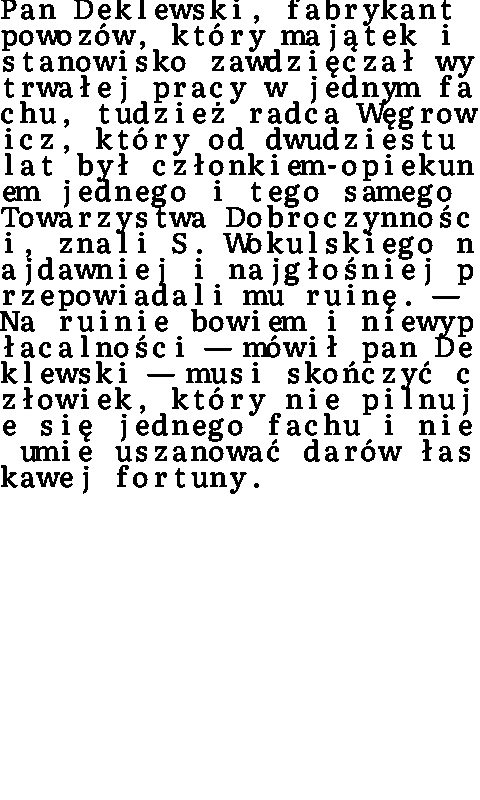 Pan Deklewski, fabrykant
powozów, który majątek i
stanowisko zawdzięczał wy
trwałej pracy w jednym fa
chu, tudzież radca Węgrow
icz, który od dwudziestu
lat był członkiem-opiekun
em jednego i tego samego
Towarzystwa Dobroczynnośc
i, znali S. Wokulskiego n
ajdawniej i najgłośniej p
rzepowiadali mu ruinę. —
Na ruinie bowiem i niewyp
łacalności — mówił pan De
klewski — musi skończyć c
złowiek, który nie pilnuj
e się jednego fachu i nie
umie uszanować darów łas
kawej fortuny.